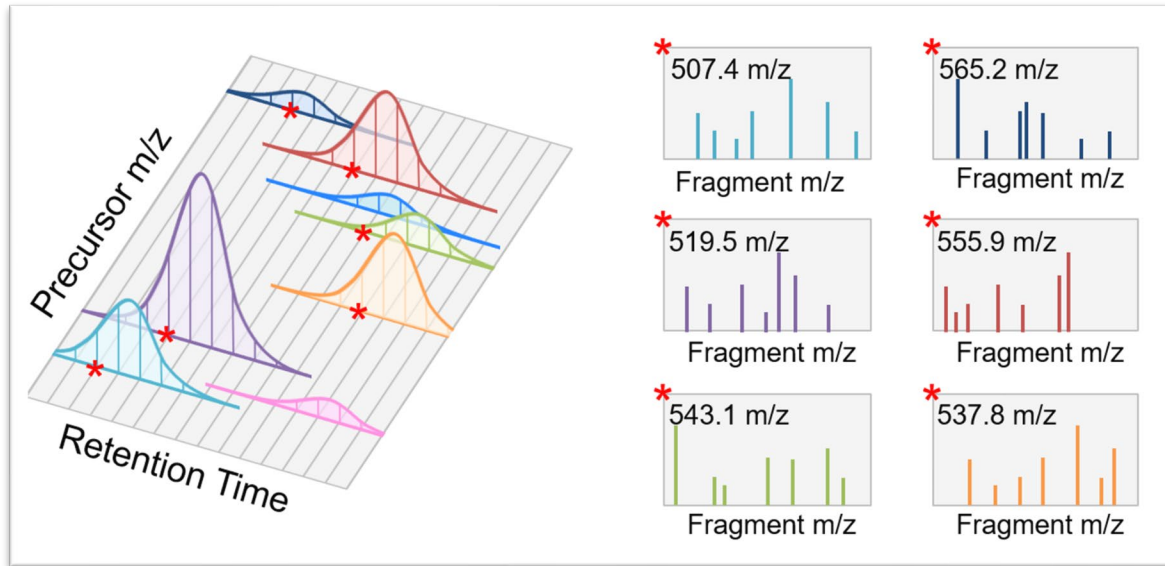 Precursor m/z
Retention Time
* 507.4 m/z
Fragment m/z
* 565.2 m/z
Fragment m/z
* 519.5 m/z
Fragment m/z
* 555.9 m/z
Fragment m/z
* 543.1 m/z
Fragment m/z
* 537.8 m/z
Fragment m/z